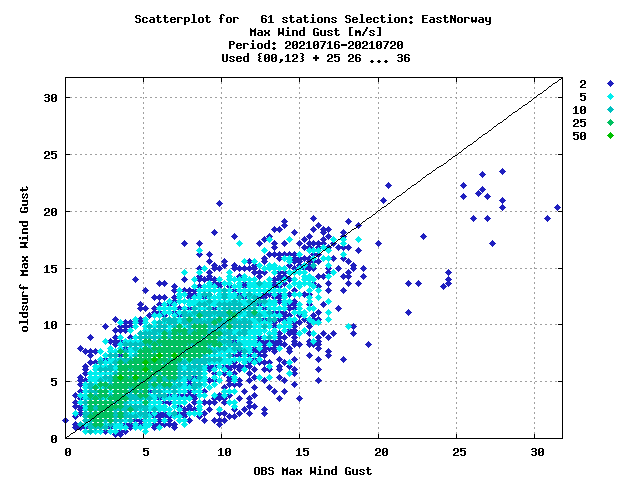 Scatterplot for   61 stations Selection: EastNorway
Max Wind Gust [m/s]
Period: 20210716-20210720
Used {00,12} + 25 26 ... 36
2
5
10
25
50
30
25
20
15
10
5
0
oldsurf Max Wind Gust
0 5 10 15 20 25 30
OBS Max Wind Gust